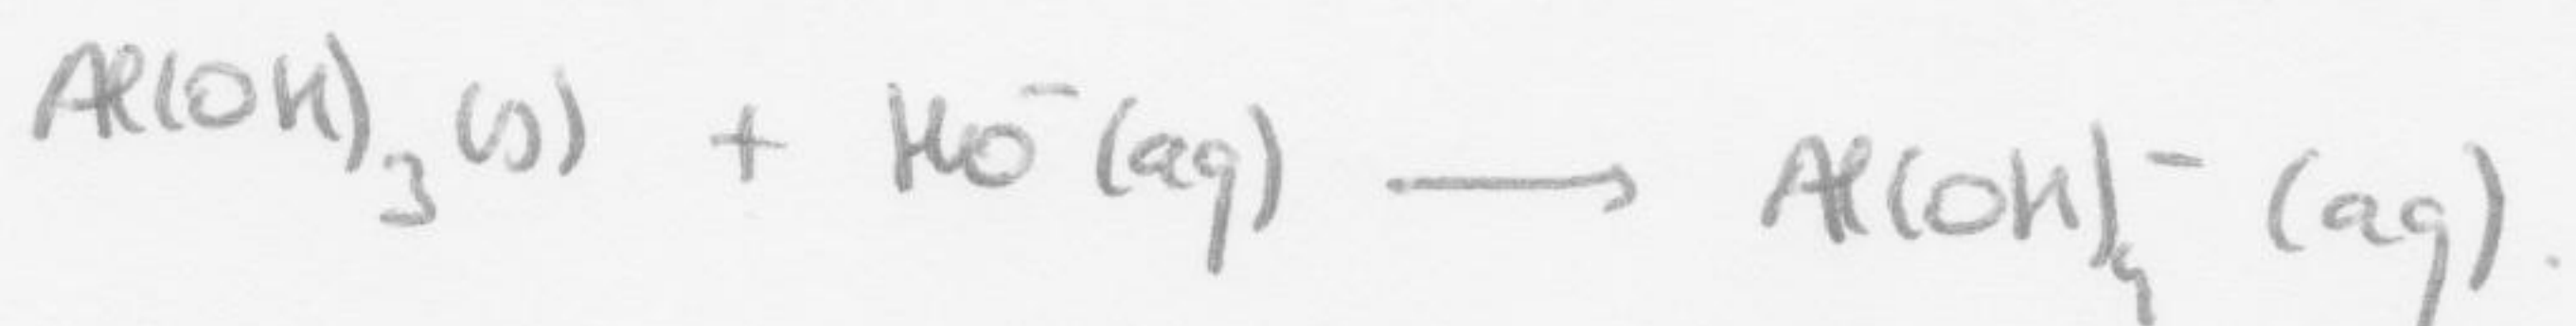 Al(OH)₃ (s) + HO⁻ (aq) ⟶ Al(OH)₄⁻ (aq).